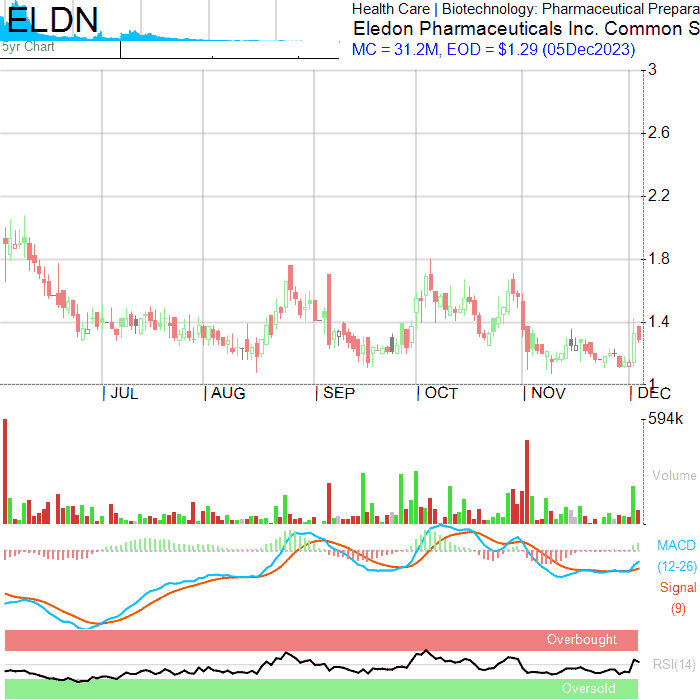 ELDN
5yr Chart
Health Care | Biotechnology: Pharmaceutical Prepara
Eledon Pharmaceuticals Inc. Common S
MC = 31.2M, EOD = $1.29 (05Dec2023)
3
2.6
2.2
1.8
1.4
1
JUL AUG SEP OCT NOV DEC
594k
Volume
MACD
(12-26)
Signal
(9)
Overbought
RSI(14)
Oversold